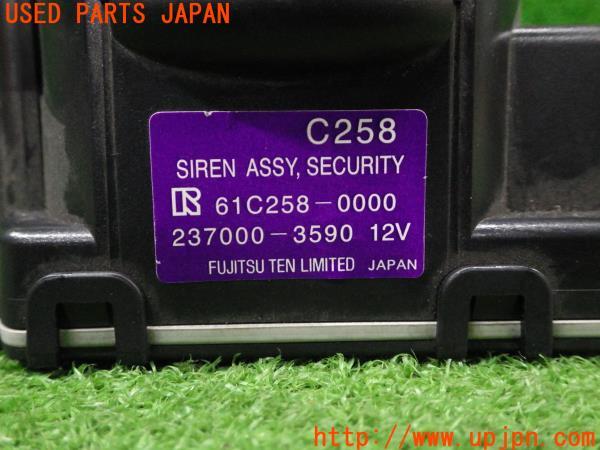 USED PARTS JAPAN
C258
SIREN ASSY, SECURITY
61C258-0000
237000-3590 12V
FUJITSU TEN LIMITED JAPAN
http://www.upjpn.com/